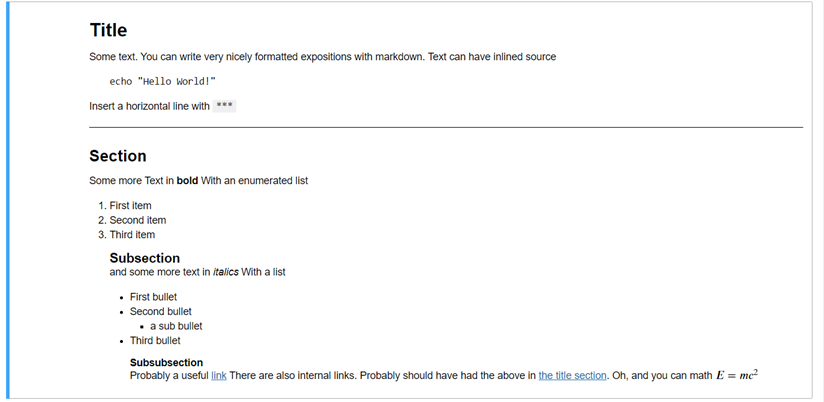 Title
Some text. You can write very nicely formatted expositions with markdown. Text can have inlined source
echo "Hello World!"
Insert a horizontal line with ***
Section
Some more Text in bold With an enumerated list
1. First item
2. Second item
3. Third item
Subsection
and some more text in italics With a list
• First bullet
• Second bullet
▪ a sub bullet
• Third bullet
Subsubsection
Probably a useful link There are also internal links. Probably should have had the above in the title section. Oh, and you can math E = mc²